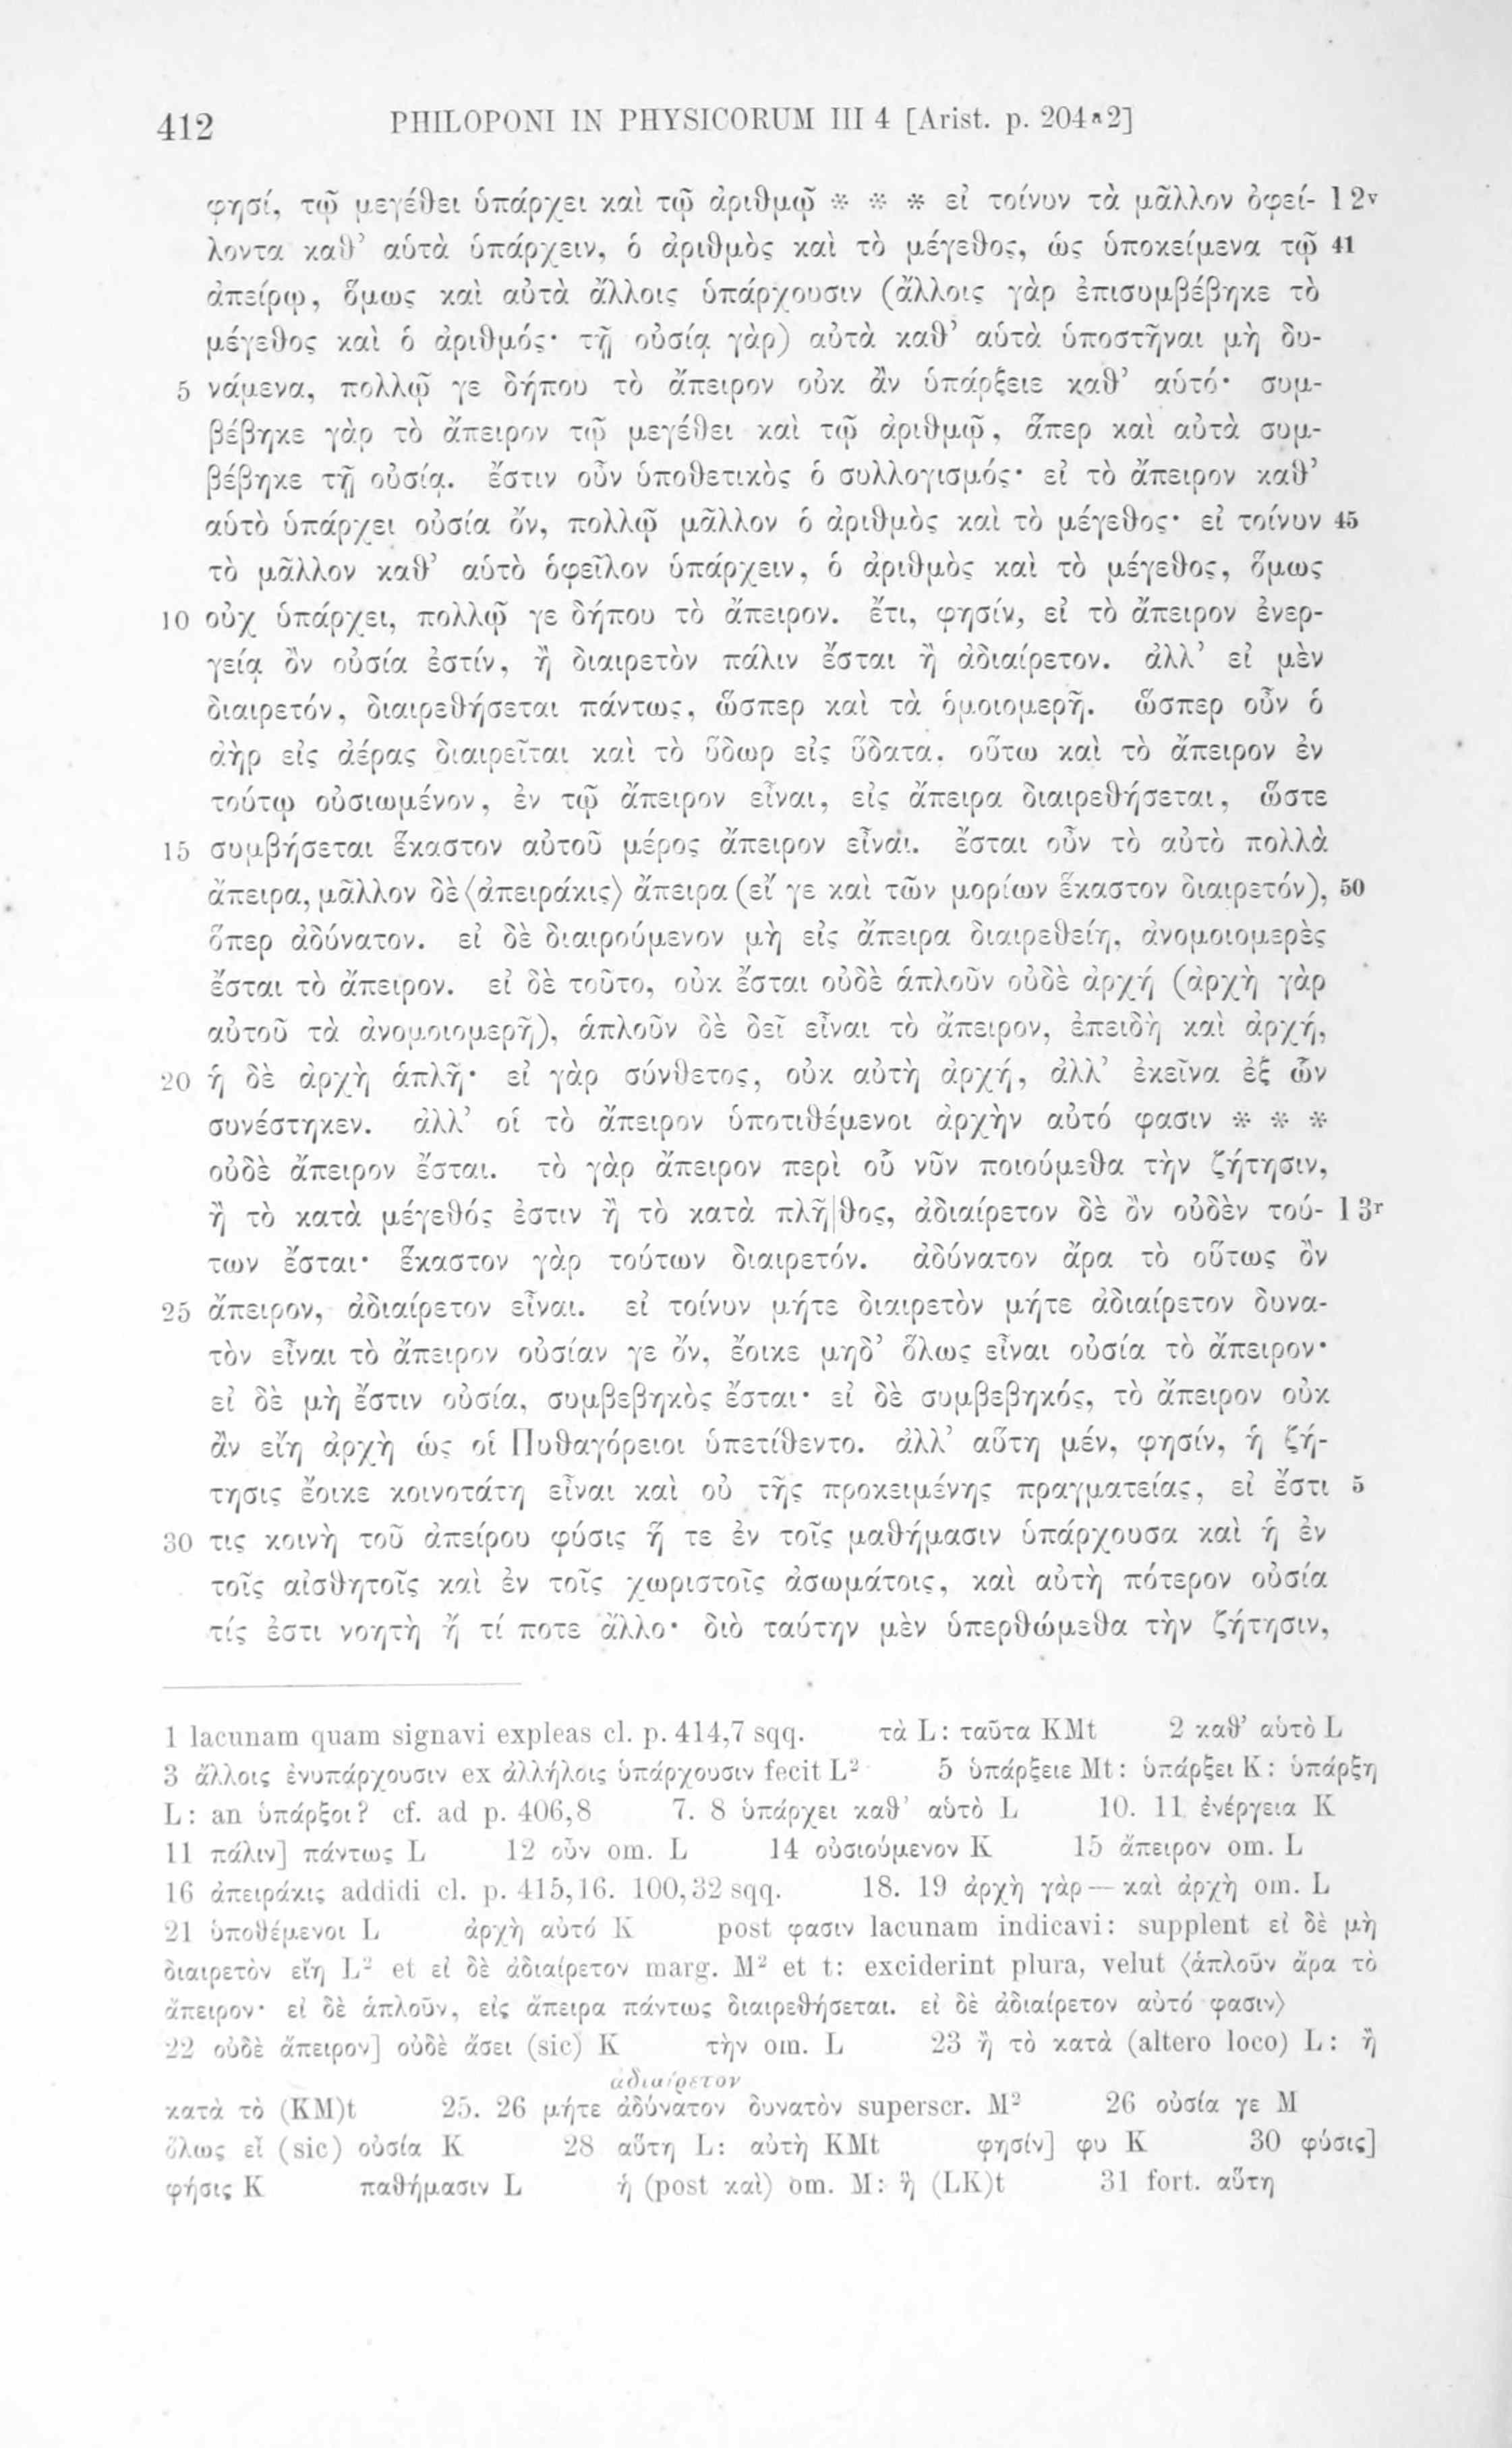 412 PHILOPONI IN PHYSICORUM III 4 [Arist. p. 204ᵃ2]
φησί, τῷ μεγέθει ὑπάρχει καὶ τῷ ἀριθμῷ * * * εἰ τοίνυν τὰ μᾶλλον ὀφεί- 12v
λοντα καθ’ αὑτὰ ὑπάρχειν, ὁ ἀριθμὸς καὶ τὸ μέγεθος, ὡς ὑποκείμενα τῷ 41
ἀπείρῳ, ὅμως καὶ αὐτὰ ἄλλοις ὑπάρχουσιν (ἄλλοις γὰρ ἐπισυμβέβηκε τὸ
μέγεθος καὶ ὁ ἀριθμός· τῇ οὐσίᾳ γὰρ) αὐτὰ καθ’ αὑτὰ ὑποστῆναι μὴ δυ-
5 νάμενα, πολλῷ γε δήπου τὸ ἄπειρον οὐκ ἂν ὑπάρξειε καθ’ αὑτό· συμ-
βέβηκε γὰρ τὸ ἄπειρον τῷ μεγέθει καὶ τῷ ἀριθμῷ, ἅπερ καὶ αὐτὰ συμ-
βέβηκε τῇ οὐσίᾳ. ἔστιν οὖν ὑποθετικὸς ὁ συλλογισμός· εἰ τὸ ἄπειρον καθ’
αὑτὸ ὑπάρχει οὐσία ὄν, πολλῷ μᾶλλον ὁ ἀριθμὸς καὶ τὸ μέγεθος· εἰ τοίνυν 45
τὸ μᾶλλον καθ’ αὑτὸ ὀφεῖλον ὑπάρχειν, ὁ ἀριθμὸς καὶ τὸ μέγεθος, ὅμως
10 οὐχ ὑπάρχει, πολλῷ γε δήπου τὸ ἄπειρον. ἔτι, φησίν, εἰ τὸ ἄπειρον ἐνερ-
γείᾳ ὂν οὐσία ἐστίν, ἢ διαιρετὸν πάλιν ἔσται ἢ ἀδιαίρετον. ἀλλ’ εἰ μὲν
διαιρετόν, διαιρεθήσεται πάντως, ὥσπερ καὶ τὰ ὁμοιομερῆ. ὥσπερ οὖν ὁ
ἀὴρ εἰς ἀέρας διαιρεῖται καὶ τὸ ὕδωρ εἰς ὕδατα, οὕτω καὶ τὸ ἄπειρον ἐν
τούτῳ οὐσιωμένον, ἐν τῷ ἄπειρον εἶναι, εἰς ἄπειρα διαιρεθήσεται, ὥστε
15 συμβήσεται ἕκαστον αὐτοῦ μέρος ἄπειρον εἶναι. ἔσται οὖν τὸ αὐτὸ πολλὰ
ἄπειρα, μᾶλλον δὲ ⟨ἀπειράκις⟩ ἄπειρα (εἴ γε καὶ τῶν μορίων ἕκαστον διαιρετόν), 50
ὅπερ ἀδύνατον. εἰ δὲ διαιρούμενον μὴ εἰς ἄπειρα διαιρεθείη, ἀνομοιομερὲς
ἔσται τὸ ἄπειρον. εἰ δὲ τοῦτο, οὐκ ἔσται οὐδὲ ἁπλοῦν οὐδὲ ἀρχή (ἀρχὴ γὰρ
αὐτοῦ τὰ ἀνομοιομερῆ), ἁπλοῦν δὲ δεῖ εἶναι τὸ ἄπειρον, ἐπειδὴ καὶ ἀρχή,
20 ἡ δὲ ἀρχὴ ἁπλῆ· εἰ γὰρ σύνθετος, οὐκ αὐτὴ ἀρχή, ἀλλ’ ἐκεῖνα ἐξ ὧν
συνέστηκεν. ἀλλ’ οἱ τὸ ἄπειρον ὑποτιθέμενοι ἀρχὴν αὐτό φασιν * * *
οὐδὲ ἄπειρον ἔσται. τὸ γὰρ ἄπειρον περὶ οὗ νῦν ποιούμεθα τὴν ζήτησιν,
ἢ τὸ κατὰ μέγεθός ἐστιν ἢ τὸ κατὰ πλῆ|θος, ἀδιαίρετον δὲ ὂν οὐδὲν τού- 13r
των ἔσται· ἕκαστον γὰρ τούτων διαιρετόν. ἀδύνατον ἄρα τὸ οὕτως ὂν
25 ἄπειρον, ἀδιαίρετον εἶναι. εἰ τοίνυν μήτε διαιρετὸν μήτε ἀδιαίρετον δυνα-
τὸν εἶναι τὸ ἄπειρον οὐσίαν γε ὄν, ἔοικε μηδ’ ὅλως εἶναι οὐσία τὸ ἄπειρον·
εἰ δὲ μὴ ἔστιν οὐσία, συμβεβηκὸς ἔσται· εἰ δὲ συμβεβηκός, τὸ ἄπειρον οὐκ
ἂν εἴη ἀρχὴ ὡς οἱ Πυθαγόρειοι ὑπετίθεντο. ἀλλ’ αὕτη μέν, φησίν, ἡ ζή-
τησις ἔοικε κοινοτάτη εἶναι καὶ οὐ τῆς προκειμένης πραγματείας, εἰ ἔστι 5
30 τις κοινὴ τοῦ ἀπείρου φύσις ἥ τε ἐν τοῖς μαθήμασιν ὑπάρχουσα καὶ ἡ ἐν
τοῖς αἰσθητοῖς καὶ ἐν τοῖς χωριστοῖς ἀσωμάτοις, καὶ αὐτὴ πότερον οὐσία
τίς ἐστι νοητὴ ἤ τί ποτε ἄλλο· διὸ ταύτην μὲν ὑπερθώμεθα τὴν ζήτησιν,
1 lacunam quam signavi expleas cl. p. 414,7 sqq. τὰ L: ταῦτα KMt 2 καθ’ αὑτὸ L
3 ἄλλοις ἐνυπάρχουσιν ex ἀλλήλοις ὑπάρχουσιν fecit L² 5 ὑπάρξειε Mt: ὑπάρξει K: ὑπάρξῃ
L: an ὑπάρξοι? cf. ad p. 406,8 7. 8 ὑπάρχει καθ’ αὑτὸ L 10. 11 ἐνέργεια K
11 πάλιν] πάντως L 12 οὖν om. L 14 οὐσιούμενον K 15 ἄπειρον om. L
16 ἀπειράκις addidi cl. p. 415,16. 100,32 sqq. 18. 19 ἀρχὴ γὰρ — καὶ ἀρχὴ om. L
21 ὑποθέμενοι L ἀρχὴ αὐτό K post φασιν lacunam indicavi: supplent εἰ δὲ μὴ
διαιρετὸν εἴη L² et εἰ δὲ ἀδιαίρετον marg. M² et t: exciderint plura, velut ⟨ἁπλοῦν ἄρα τὸ
ἄπειρον· εἰ δὲ ἁπλοῦν, εἰς ἄπειρα πάντως διαιρεθήσεται. εἰ δὲ ἀδιαίρετον αὐτό φασιν⟩
22 οὐδὲ ἄπειρον] οὐδὲ ἄσει (sic) K τὴν om. L 23 ἢ τὸ κατὰ (altero loco) L: ἢ
ἀδιαίρετον
κατὰ τὸ (KM)t 25. 26 μήτε ἀδύνατον δυνατὸν superscr. M² 26 οὐσία γε M
ὅλως εἶ (sic) οὐσία K 28 αὕτη L: αὐτὴ KMt φησίν] φυ K 30 φύσις]
φήσις K παθήμασιν L ἡ (post καὶ) om. M: ἢ (LK)t 31 fort. αὕτη